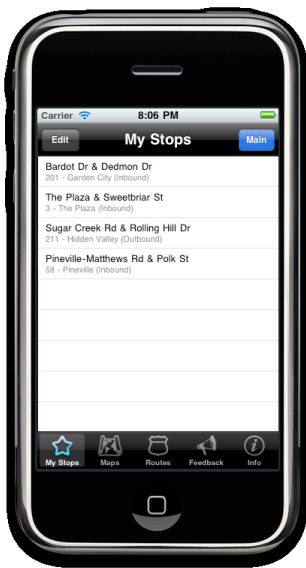 Carrier 8:06 PM
Edit My Stops Main
Bardot Dr & Dedmon Dr
201 - Garden City (Inbound)
The Plaza & Sweetbriar St
3 - The Plaza (Inbound)
Sugar Creek Rd & Rolling Hill Dr
211 - Hidden Valley (Outbound)
Pineville-Matthews Rd & Polk St
58 - Pineville (Inbound)
My Stops Maps Routes Feedback Info